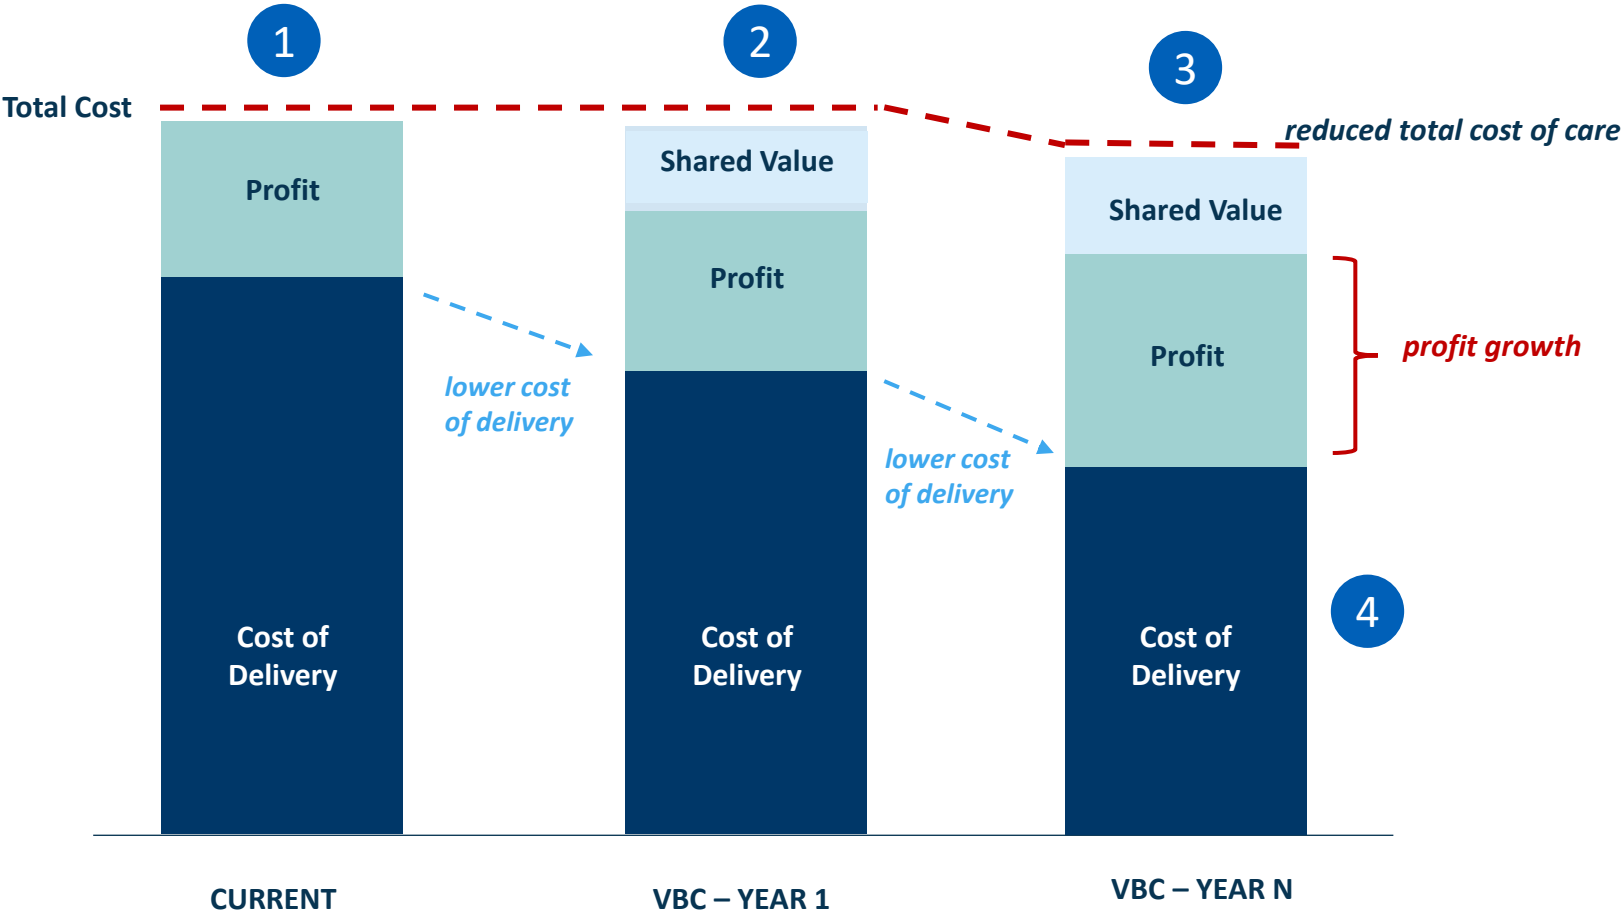 1
2
3
Total Cost
reduced total cost of care
Profit
Shared Value
Shared Value
Profit
Profit
profit growth
lower cost
of delivery
lower cost
of delivery
Cost of
Delivery
Cost of
Delivery
Cost of
Delivery
4
CURRENT
VBC – YEAR 1
VBC – YEAR N